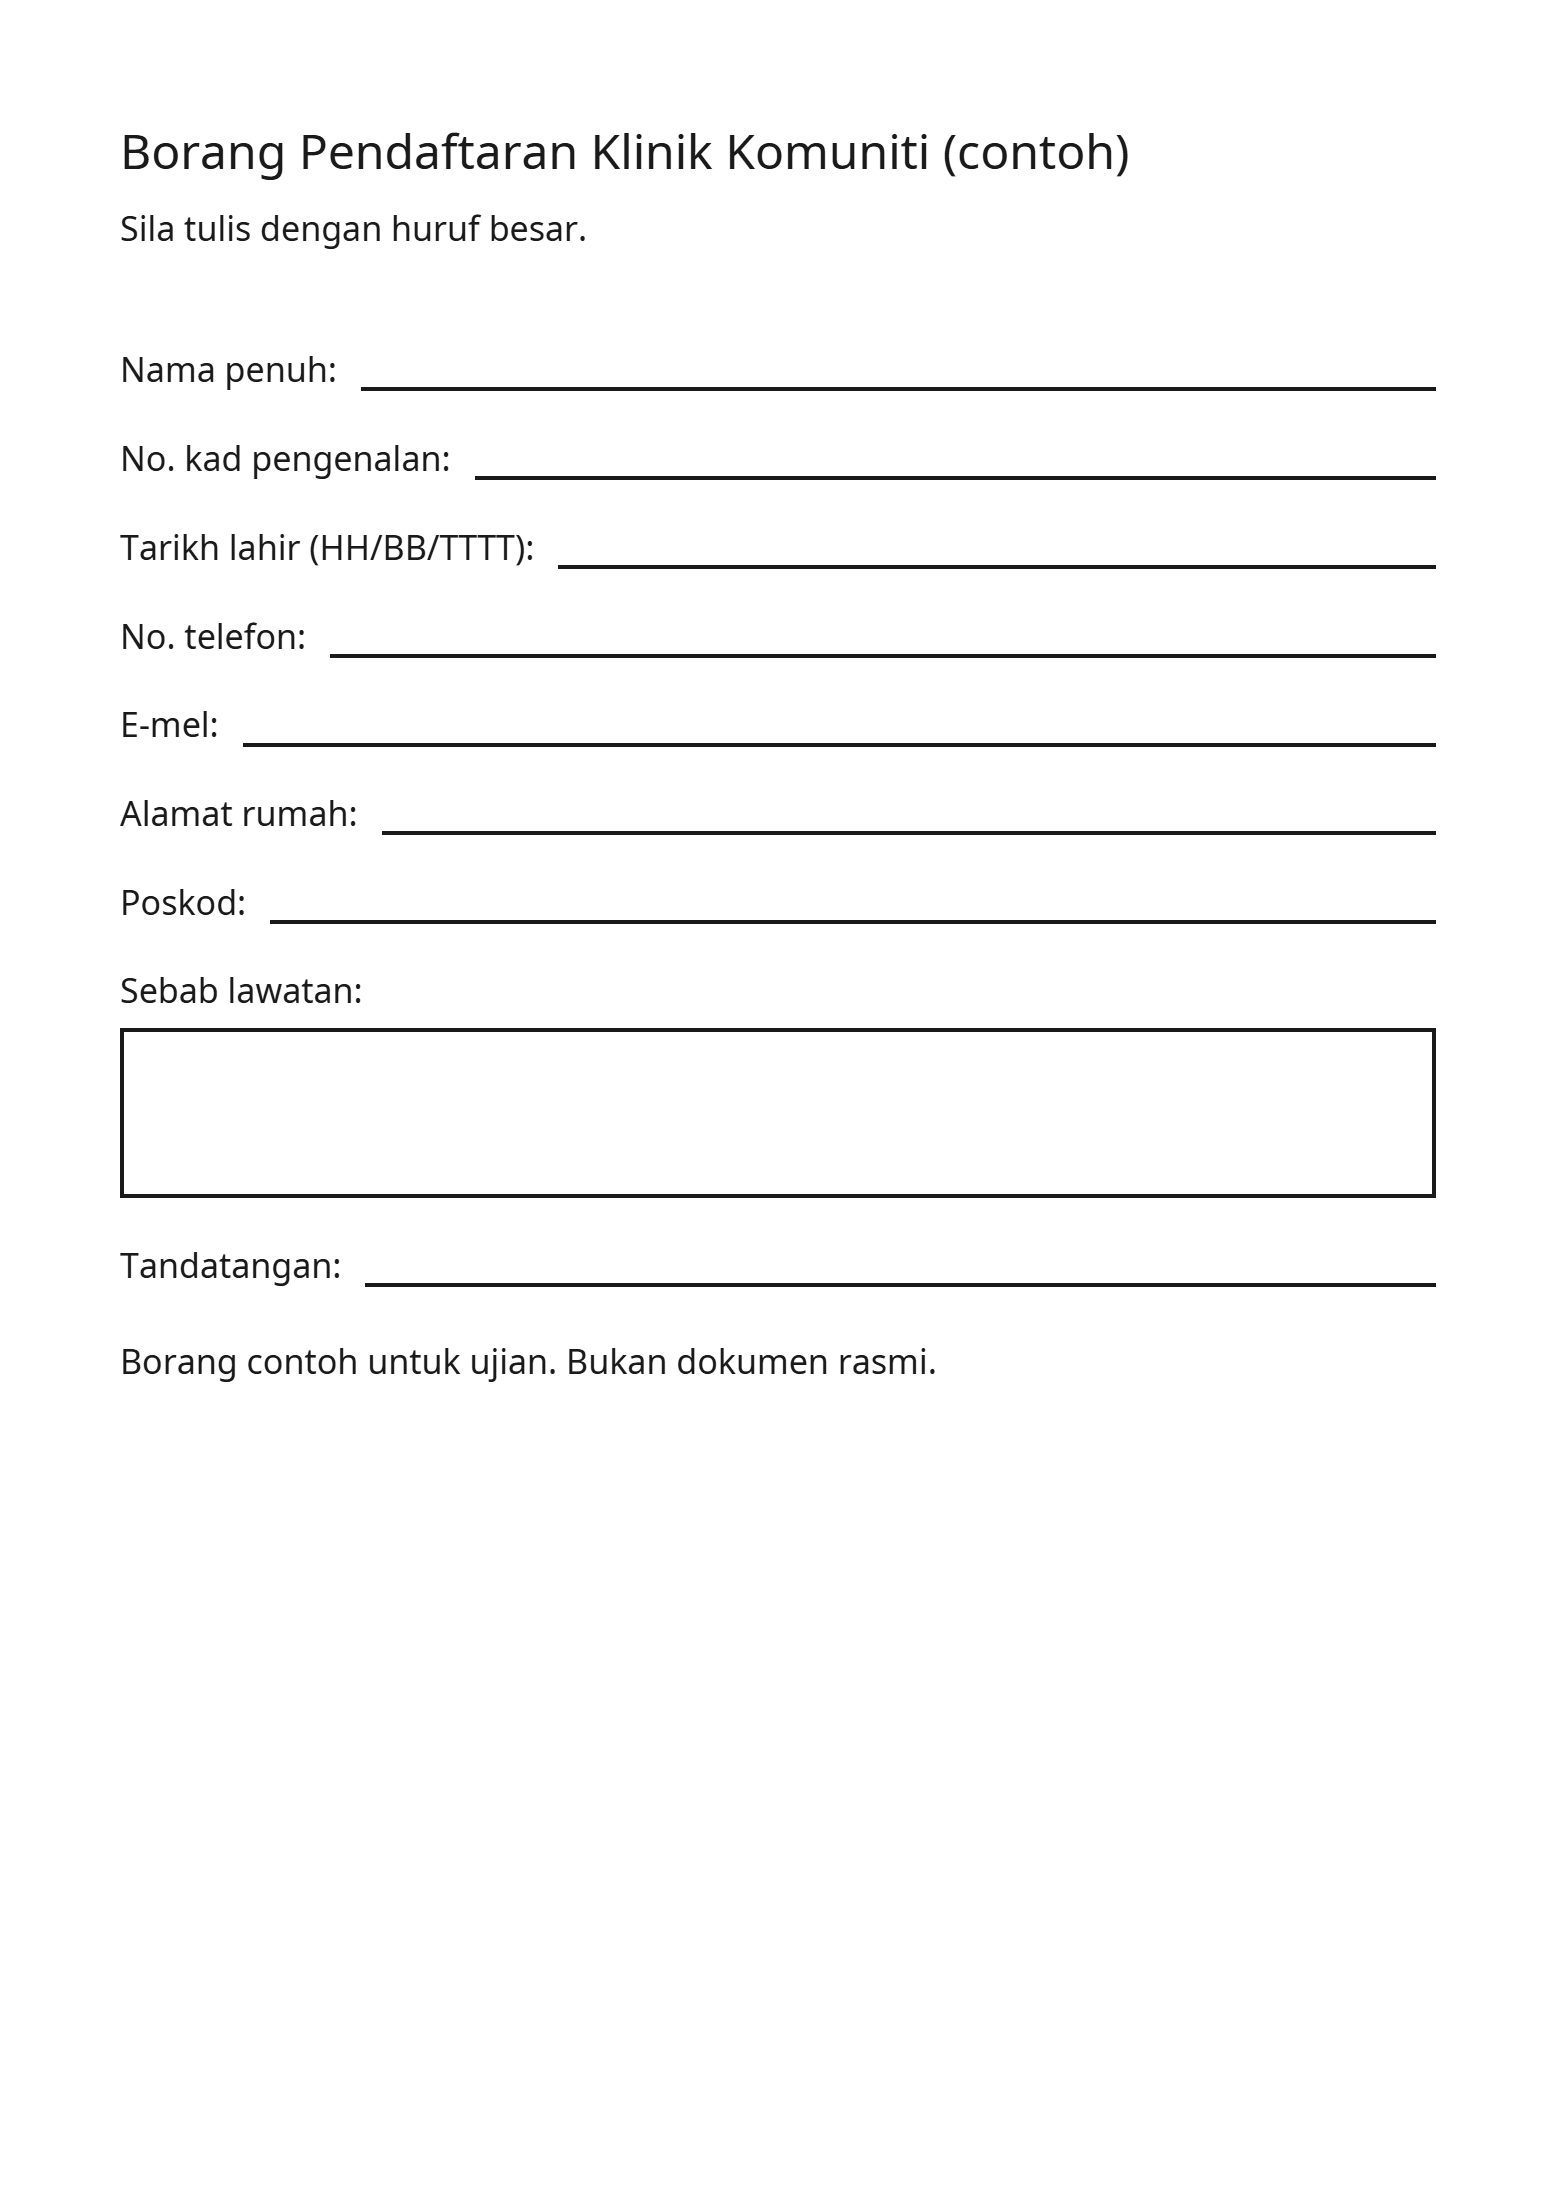 Borang Pendaftaran Klinik Komuniti (contoh)
Sila tulis dengan huruf besar.
Nama penuh:
No. kad pengenalan:
Tarikh lahir (HH/BB/TTTT):
No. telefon:
E-mel:
Alamat rumah:
Poskod:
Sebab lawatan:
Tandatangan:
Borang contoh untuk ujian. Bukan dokumen rasmi.